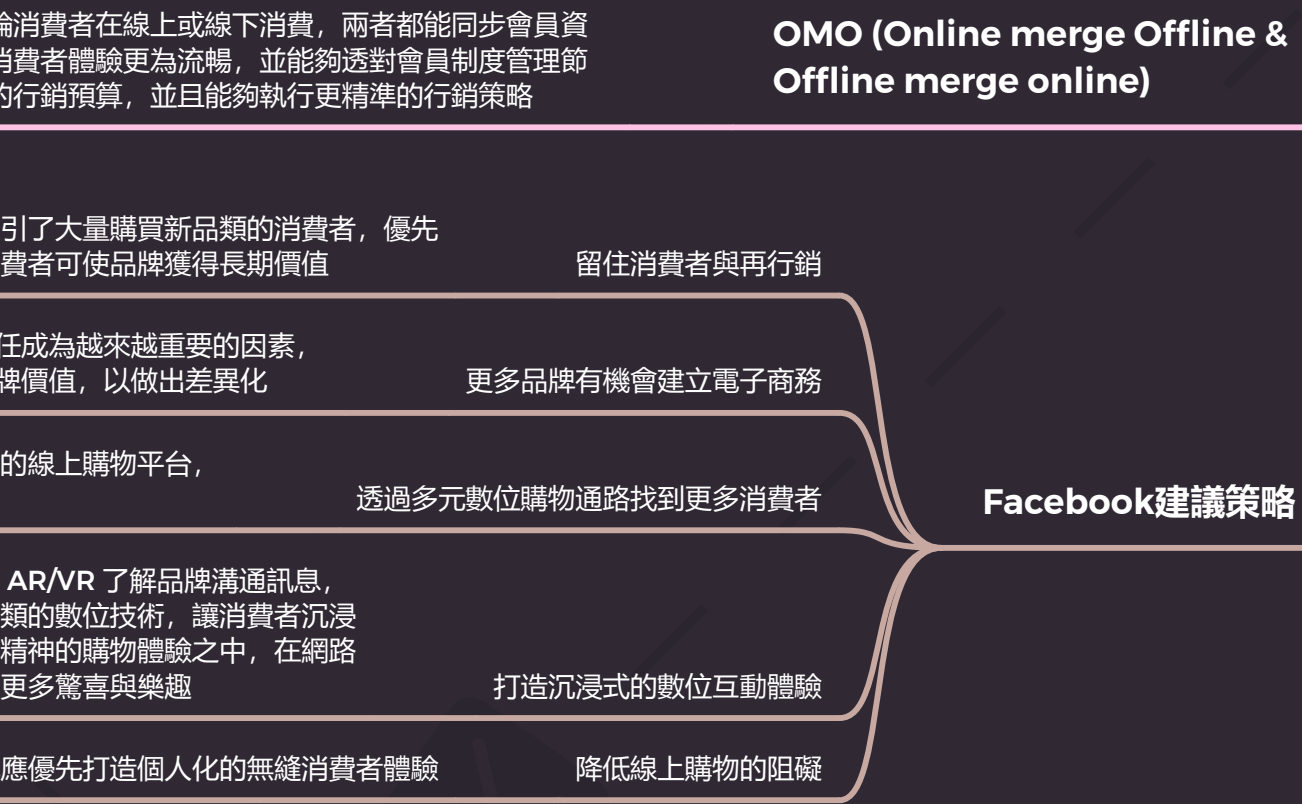 論消費者在線上或線下消費，兩者都能同步會員資
消費者體驗更為流暢，並能夠透對會員制度管理節
的行銷預算，並且能夠執行更精準的行銷策略
OMO (Online merge Offline &
Offline merge online)
引了大量購買新品類的消費者，優先
費者可使品牌獲得長期價值
留住消費者與再行銷
任成為越來越重要的因素，
牌價值，以做出差異化
更多品牌有機會建立電子商務
的線上購物平台，
透過多元數位購物通路找到更多消費者
Facebook建議策略
AR/VR 了解品牌溝通訊息，
類的數位技術，讓消費者沉浸
精神的購物體驗之中，在網路
更多驚喜與樂趣
打造沉浸式的數位互動體驗
應優先打造個人化的無縫消費者體驗
降低線上購物的阻礙